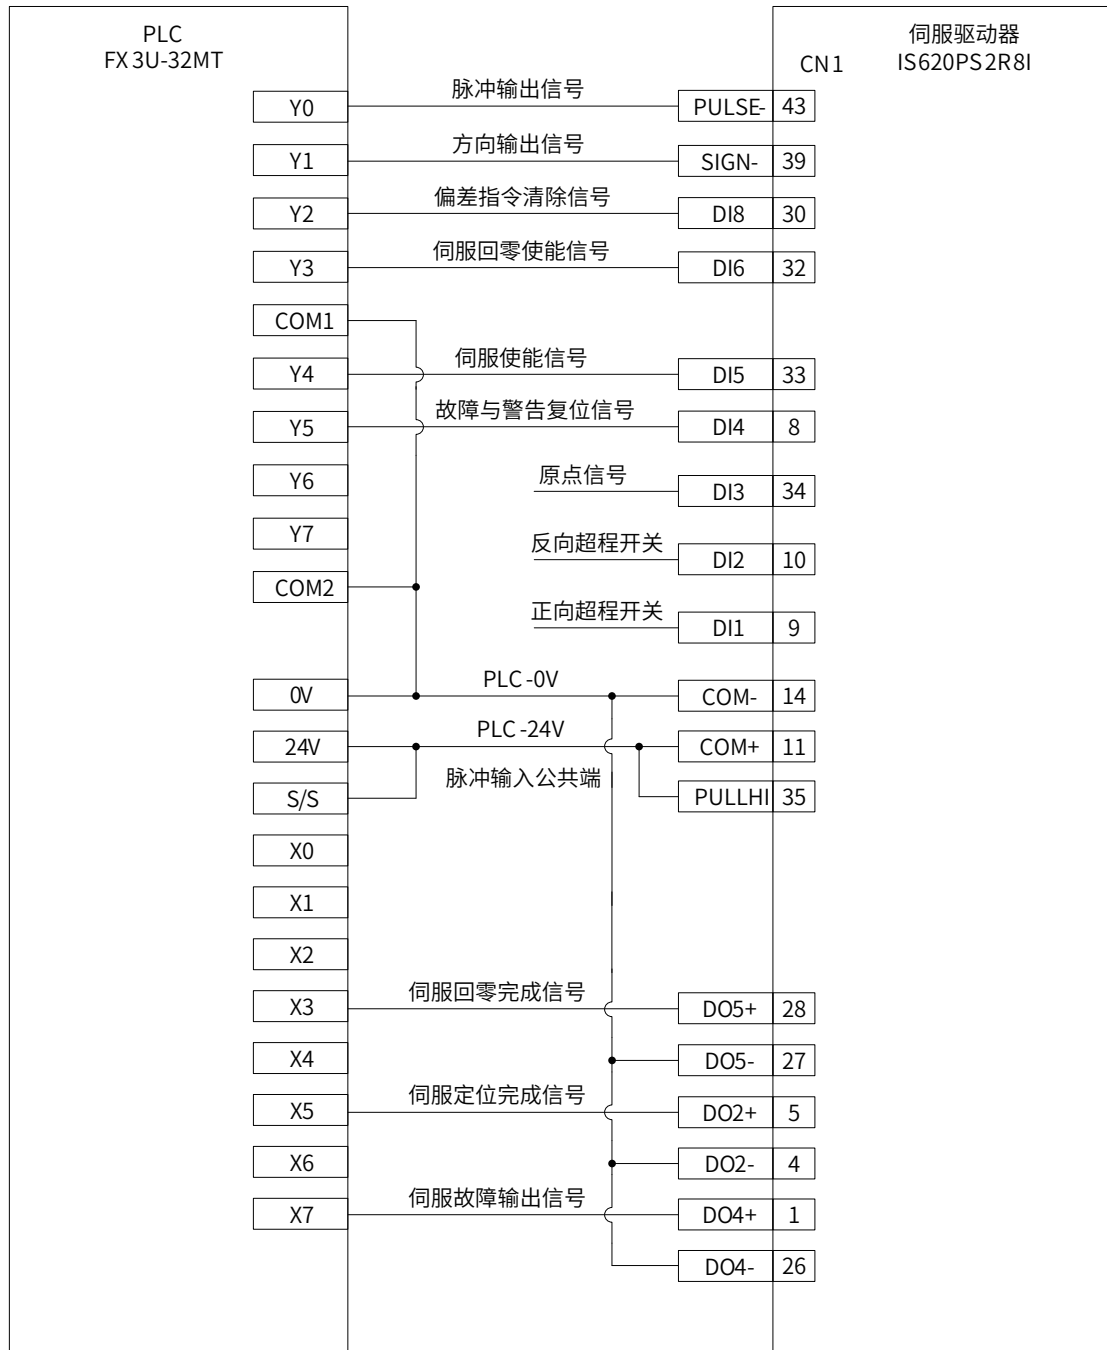 PLC
FX3U-32MT
伺服驱动器
IS620PS2R8I
CN1
Y0 脉冲输出信号 PULSE- 43
Y1 方向输出信号 SIGN- 39
Y2 偏差指令清除信号 DI8 30
Y3 伺服回零使能信号 DI6 32
COM1
Y4 伺服使能信号 DI5 33
Y5 故障与警告复位信号 DI4 8
Y6 原点信号 DI3 34
Y7 反向超程开关 DI2 10
COM2
正向超程开关 DI1 9
0V PLC-0V COM- 14
24V PLC-24V COM+ 11
S/S 脉冲输入公共端 PULLHI 35
X0
X1
X2
X3 伺服回零完成信号 DO5+ 28
X4 DO5- 27
X5 伺服定位完成信号 DO2+ 5
X6 DO2- 4
X7 伺服故障输出信号 DO4+ 1
DO4- 26